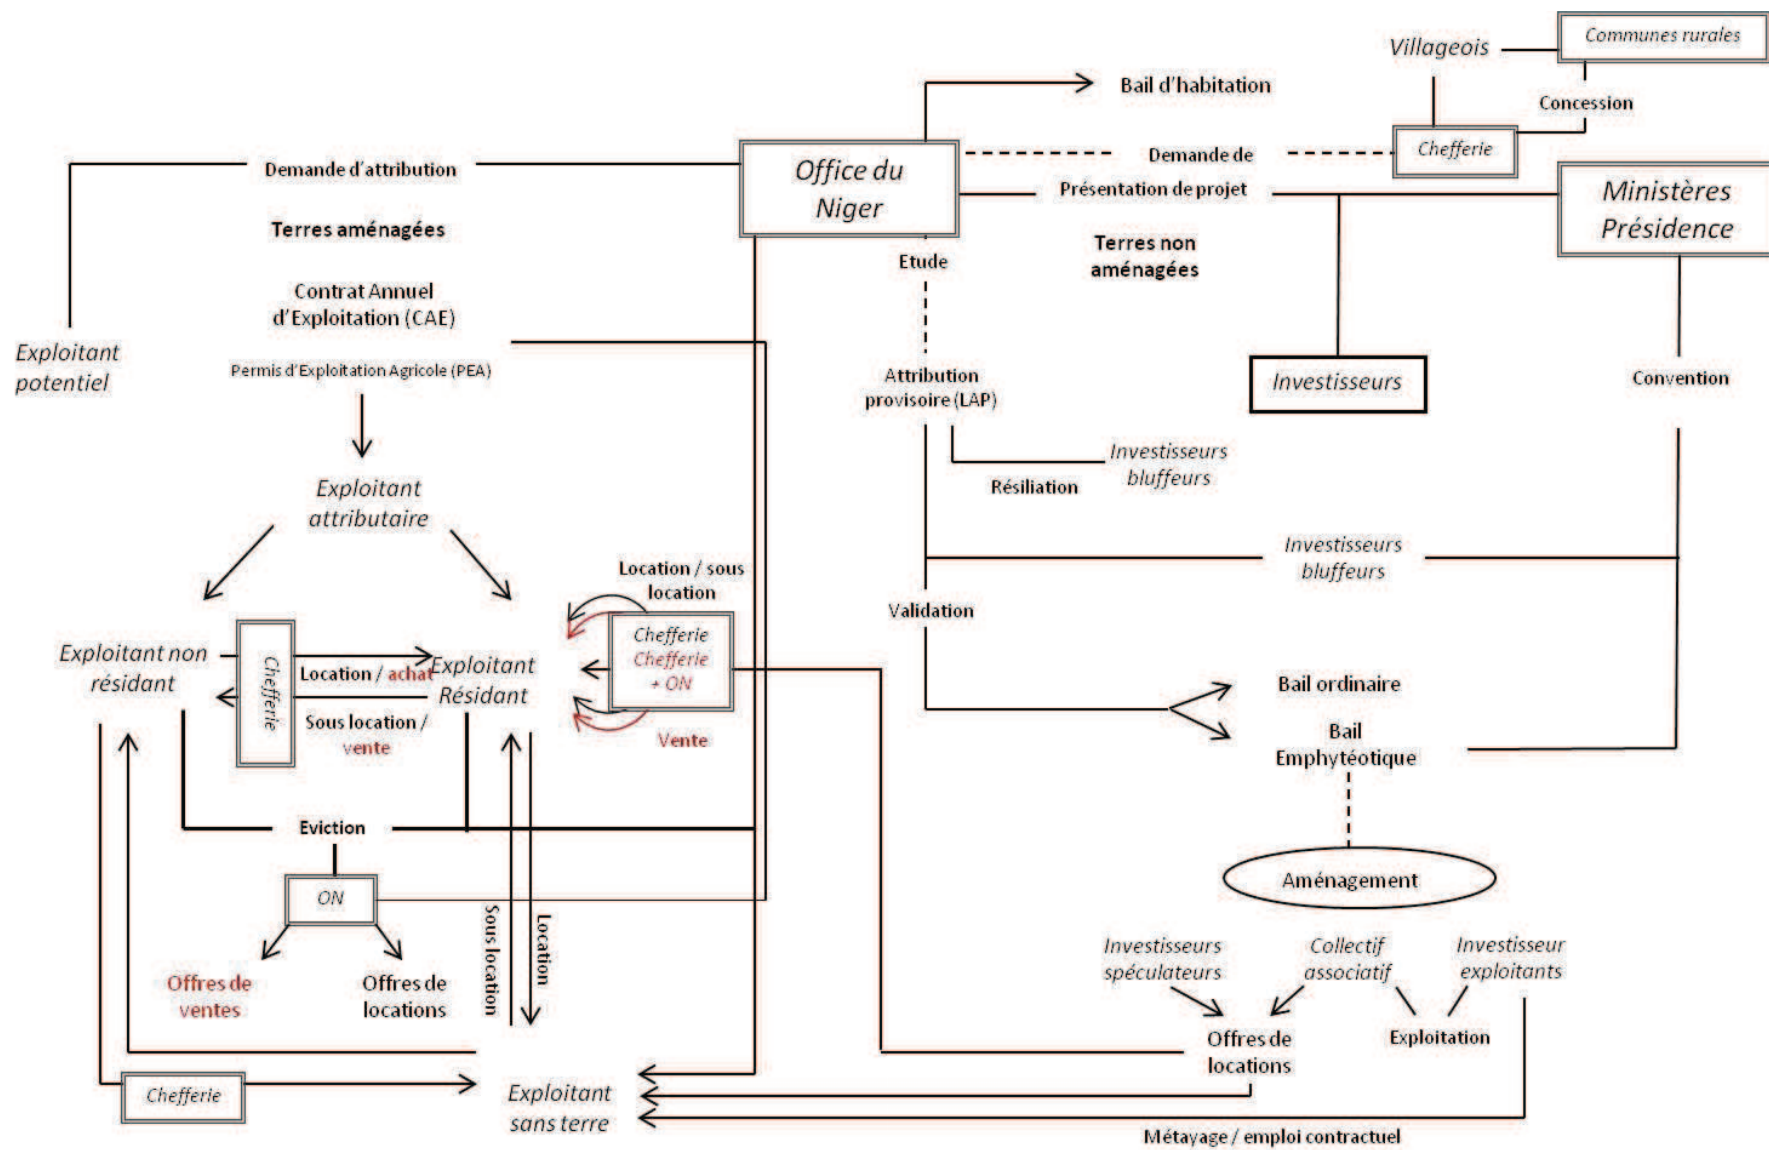 Communes rurales
Villageois
Bail d'habitation
Concession
Demande d'attribution
Office du
Niger
Demande de
Chefferie
Présentation de projet
Ministères
Présidence
Terres aménagées
Terres non
aménagées
Etude
Contrat Annuel
d'Exploitation (CAE)
Exploitant
potentiel
Permis d'Exploitation Agricole (PEA)
Attribution
provisoire (LAP)
Investisseurs
Convention
Investisseurs
bluffeurs
Résiliation
Exploitant
attributaire
Investisseurs
bluffeurs
Location / sous
location
Validation
Exploitant non
résidant
Chefferie
Location / achat
Exploitant
Résidant
Sous location /
vente
Chefferie
Chefferie
+ ON
Vente
Bail ordinaire
Bail
Emphytéotique
Eviction
ON
Aménagement
Sous location
Location
Offres de
ventes
Offres de
locations
Investisseurs
spéculateurs
Collectif
associatif
Investisseur
exploitants
Offres de
locations
Exploitation
Chefferie
Exploitant
sans terre
Métayage / emploi contractuel